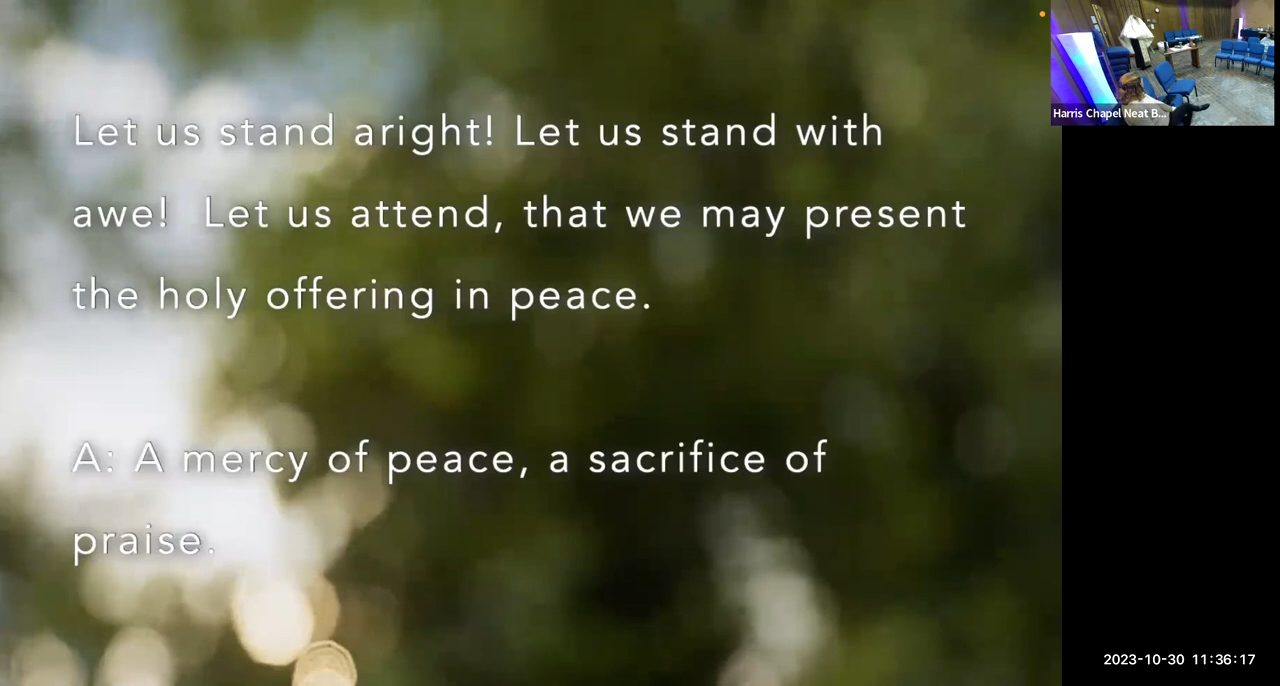 Let us stand aright! Let us stand with
awe! Let us attend, that we may present
the holy offering in peace.
A: A mercy of peace, a sacrifice of
praise.
Harris Chapel Neat B...
2023-10-30 11:36:17